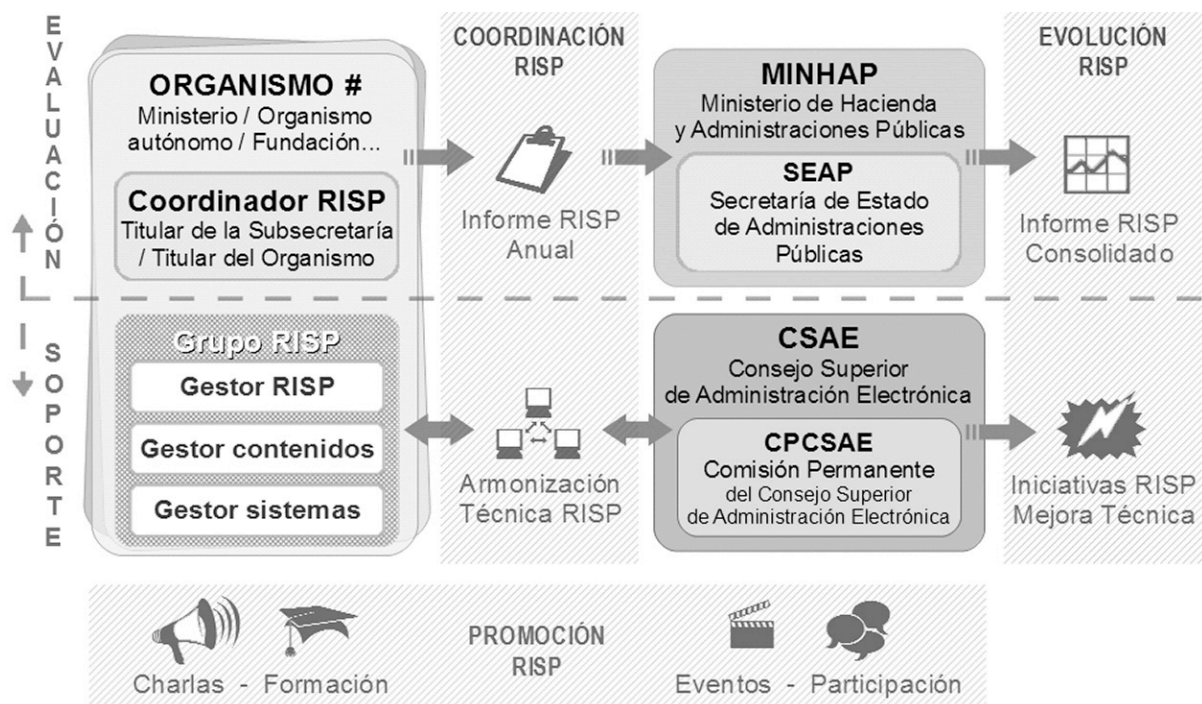 EVALUACIÓN
ORGANISMO #
Ministerio / Organismo
autónomo / Fundación...
Coordinador RISP
Titular de la Subsecretaría
/ Titular del Organismo
COORDINACIÓN
RISP
Informe RISP
Anual
MINHAP
Ministerio de Hacienda
y Administraciones Públicas
SEAP
Secretaría de Estado
de Administraciones
Públicas
EVOLUCIÓN
RISP
Informe RISP
Consolidado
SOPORTE
Grupo RISP
Gestor RISP
Gestor contenidos
Gestor sistemas
Armonización
Técnica RISP
CSAE
Consejo Superior
de Administración Electrónica
CPCSAE
Comisión Permanente
del Consejo Superior
de Administración Electrónica
Iniciativas RISP
Mejora Técnica
Charlas - Formación
PROMOCIÓN
RISP
Eventos - Participación